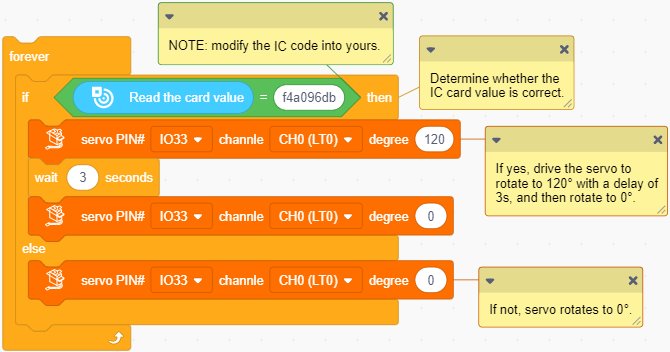 NOTE: modify the IC code into yours.
forever
Determine whether the
IC card value is correct.
if Read the card value = f4a096db then
servo PIN# IO33 channle CH0 (LT0) degree 120
If yes, drive the servo to
rotate to 120° with a delay of
3s, and then rotate to 0°.
wait 3 seconds
servo PIN# IO33 channle CH0 (LT0) degree 0
else
servo PIN# IO33 channle CH0 (LT0) degree 0
If not, servo rotates to 0°.